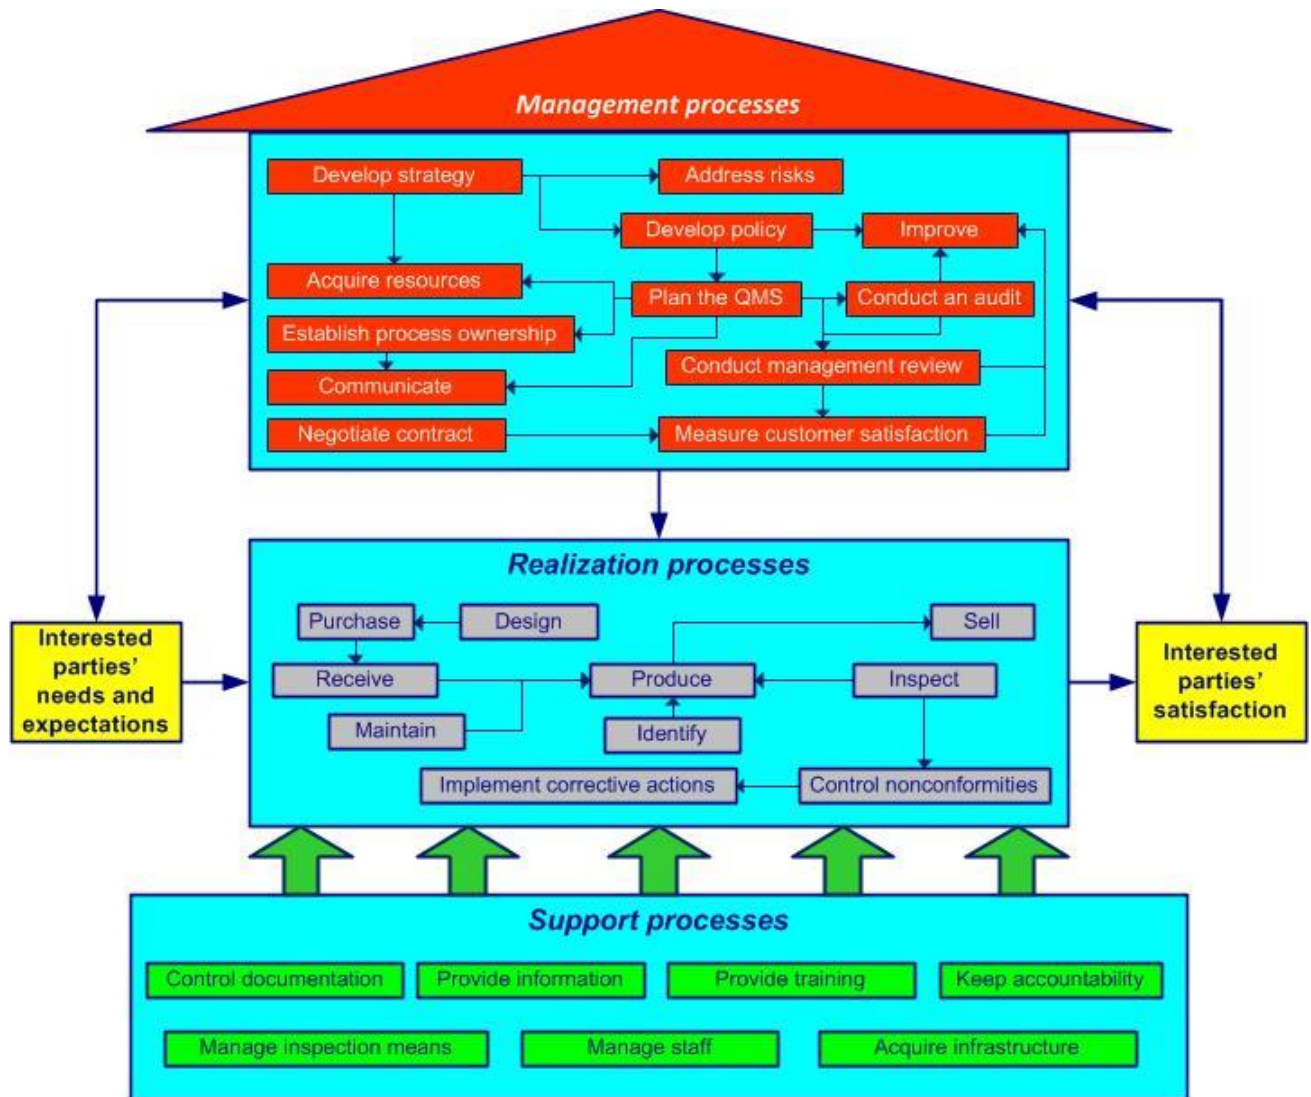 Management processes
Develop strategy
Address risks
Develop policy
Improve
Acquire resources
Plan the QMS
Conduct an audit
Establish process ownership
Conduct management review
Communicate
Negotiate contract
Measure customer satisfaction
Realization processes
Purchase
Design
Sell
Interested
parties’
needs and
expectations
Receive
Produce
Inspect
Interested
parties’
satisfaction
Maintain
Identify
Implement corrective actions
Control nonconformities
Support processes
Control documentation
Provide information
Provide training
Keep accountability
Manage inspection means
Manage staff
Acquire infrastructure